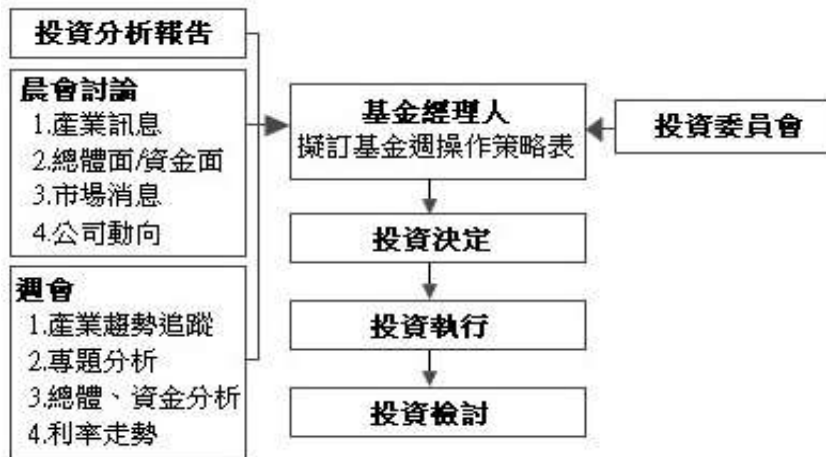 投資分析報告
晨會討論
1.產業訊息
2.總體面/資金面
3.市場消息
4.公司動向
週會
1.產業趨勢追蹤
2.專題分析
3.總體、資金分析
4.利率走勢
基金經理人
擬訂基金週操作策略表
投資委員會
投資決定
投資執行
投資檢討